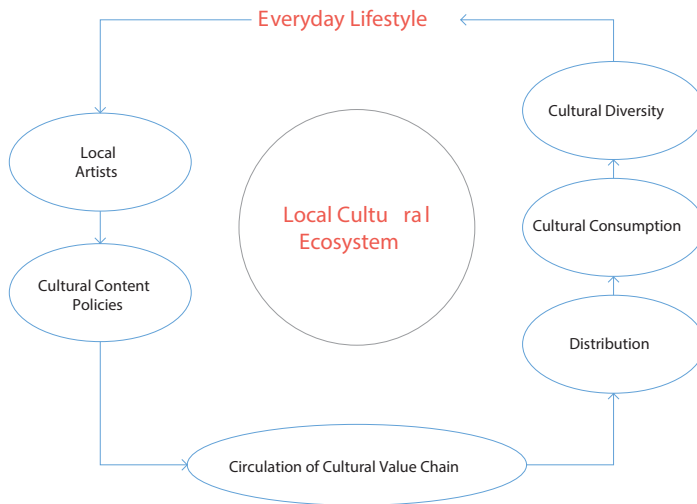 Everyday Lifestyle
Local
Artists
Cultural Content
Policies
Circulation of Cultural Value Chain
Distribution
Cultural Consumption
Cultural Diversity
Local Cultu ral
Ecosystem